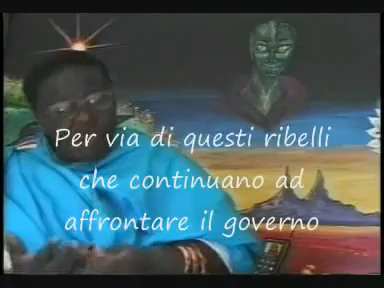 Per via di questi ribelli
che continuano ad
affrontare il governo